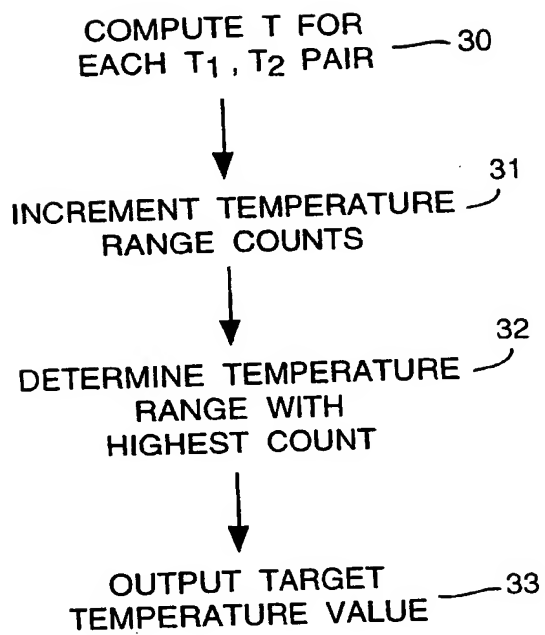 COMPUTE T FOR
EACH T1, T2 PAIR
30
INCREMENT TEMPERATURE
RANGE COUNTS
31
DETERMINE TEMPERATURE
RANGE WITH
HIGHEST COUNT
32
OUTPUT TARGET
TEMPERATURE VALUE
33